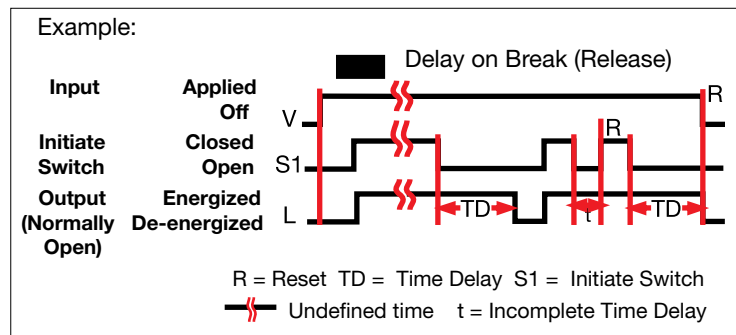 Example:
Delay on Break (Release)
Input Applied Off V R
Initiate Switch Closed Open S1 R
Output (Normally Open) Energized De-energized L TD t TD
R = Reset TD = Time Delay S1 = Initiate Switch
Undefined time t = Incomplete Time Delay